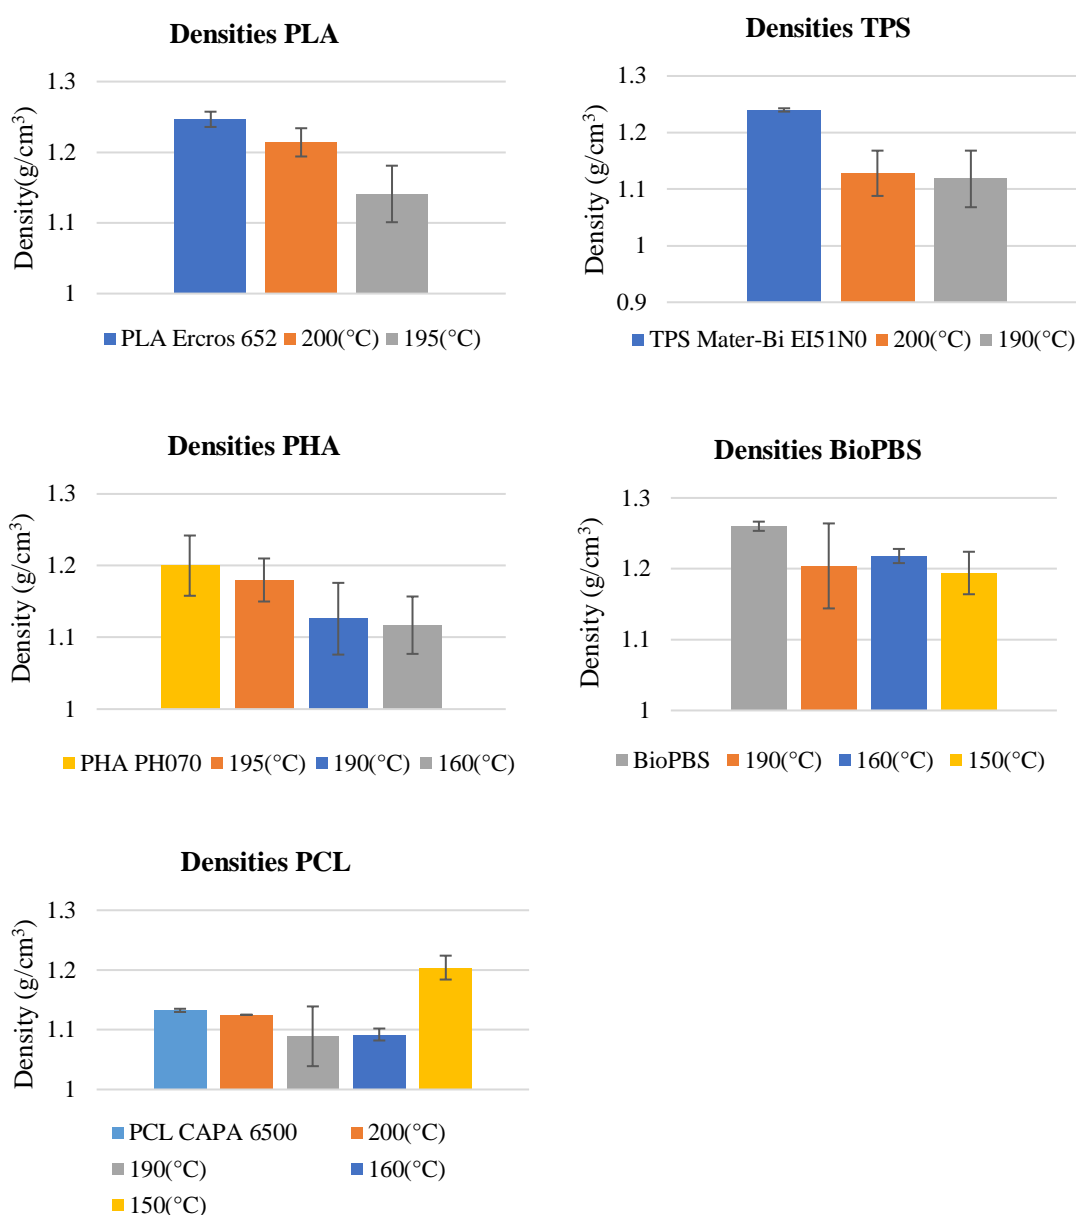 Densities PLA
Density(g/cm³)
1.3
1.2
1.1
1
PLA Ercros 652 200(°C) 195(°C)
Densities TPS
Density (g/cm³)
1.3
1.2
1.1
1
0.9
TPS Mater-Bi EI51N0 200(°C) 190(°C)
Densities PHA
Density (g/cm³)
1.3
1.2
1.1
1
PHA PH070 195(°C) 190(°C) 160(°C)
Densities BioPBS
Density (g/cm³)
1.3
1.2
1.1
1
BioPBS 190(°C) 160(°C) 150(°C)
Densities PCL
Density (g/cm³)
1.3
1.2
1.1
1
PCL CAPA 6500 200(°C)
190(°C) 160(°C)
150(°C)